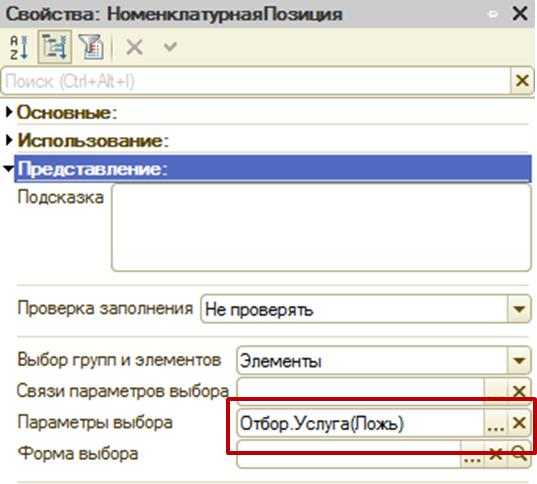 Свойства: НоменклатурнаяПозиция
Поиск (Ctrl+Alt+I)
Основные:
Использование:
Представление:
Подсказка
Проверка заполнения Не проверять
Выбор групп и элементов Элементы
Связи параметров выбора ...
Параметры выбора Отбор.Услуга(Ложь) ...
Форма выбора ...